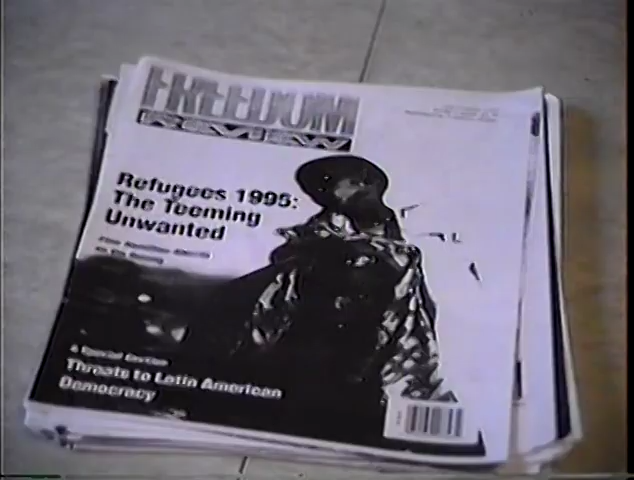 FREEDOM
REVIEW
Refugees 1995:
The Teeming
Unwanted
A Special Section
Threats to Latin American
Democracy